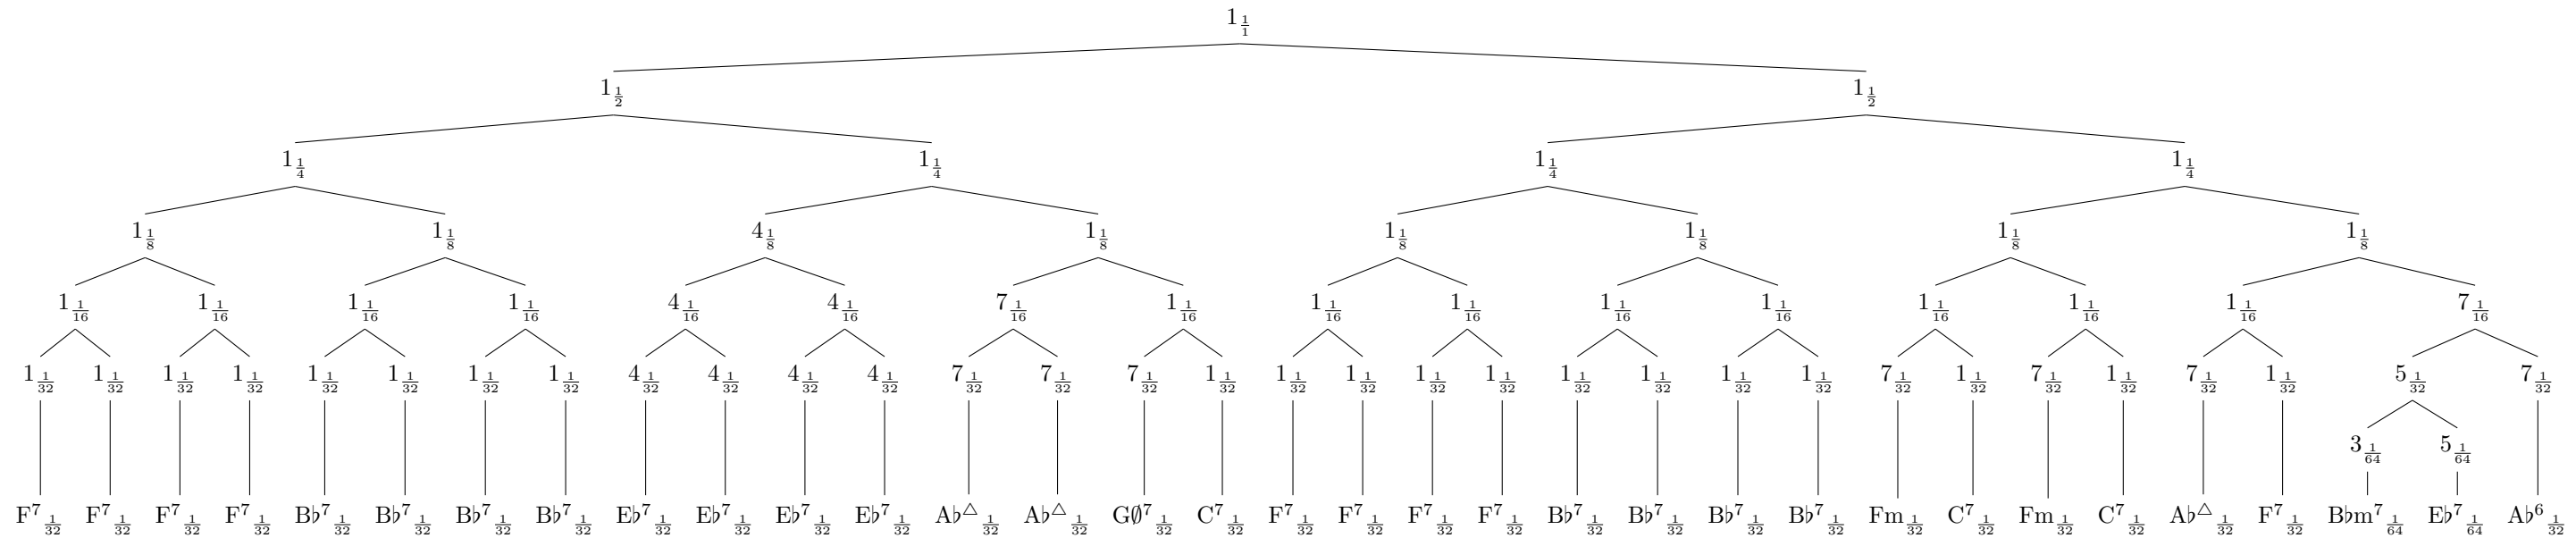 1 1/1
1 1/2 1 1/2
1 1/4 1 1/4 1 1/4 1 1/4
1 1/8 1 1/8 4 1/8 1 1/8 1 1/8 1 1/8 1 1/8 1 1/8
1 1/16 1 1/16 1 1/16 1 1/16 4 1/16 4 1/16 7 1/16 1 1/16 1 1/16 1 1/16 1 1/16 1 1/16 1 1/16 1 1/16 1 1/16 7 1/16
1 1/32 1 1/32 1 1/32 1 1/32 1 1/32 1 1/32 1 1/32 1 1/32 4 1/32 4 1/32 4 1/32 4 1/32 7 1/32 7 1/32 7 1/32 1 1/32 1 1/32 1 1/32 1 1/32 1 1/32 1 1/32 1 1/32 1 1/32 1 1/32 7 1/32 1 1/32 7 1/32 1 1/32 7 1/32 1 1/32 5 1/32 7 1/32
3 1/64 5 1/64
F⁷ 1/32 F⁷ 1/32 F⁷ 1/32 F⁷ 1/32 B♭⁷ 1/32 B♭⁷ 1/32 B♭⁷ 1/32 B♭⁷ 1/32 E♭⁷ 1/32 E♭⁷ 1/32 E♭⁷ 1/32 E♭⁷ 1/32 A♭△ 1/32 A♭△ 1/32 G∅⁷ 1/32 C⁷ 1/32 F⁷ 1/32 F⁷ 1/32 F⁷ 1/32 F⁷ 1/32 B♭⁷ 1/32 B♭⁷ 1/32 B♭⁷ 1/32 B♭⁷ 1/32 Fm 1/32 C⁷ 1/32 Fm 1/32 C⁷ 1/32 A♭△ 1/32 F⁷ 1/32 B♭m⁷ 1/64 E♭⁷ 1/64 A♭⁶ 1/32